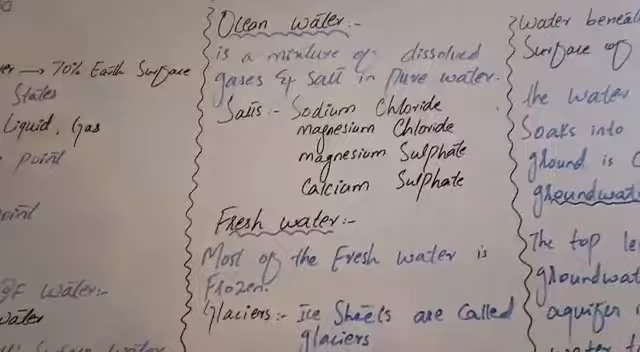 er → 70% Earth Surface
States
Liquid, Gas
point
point
of water:-
water
Ocean water:-
is a mixture of dissolved
gases & salt in pure water.
Salts:- Sodium Chloride
magnesium Chloride
magnesium Sulphate
Calcium Sulphate
Fresh water:-
Most of the Fresh water is
Frozen.
Glaciers:- Ice Sheets are called
glaciers
Water benea
Surface of
the water
Soaks into
ground is
groundwat
The top le
groundwat
aquifer